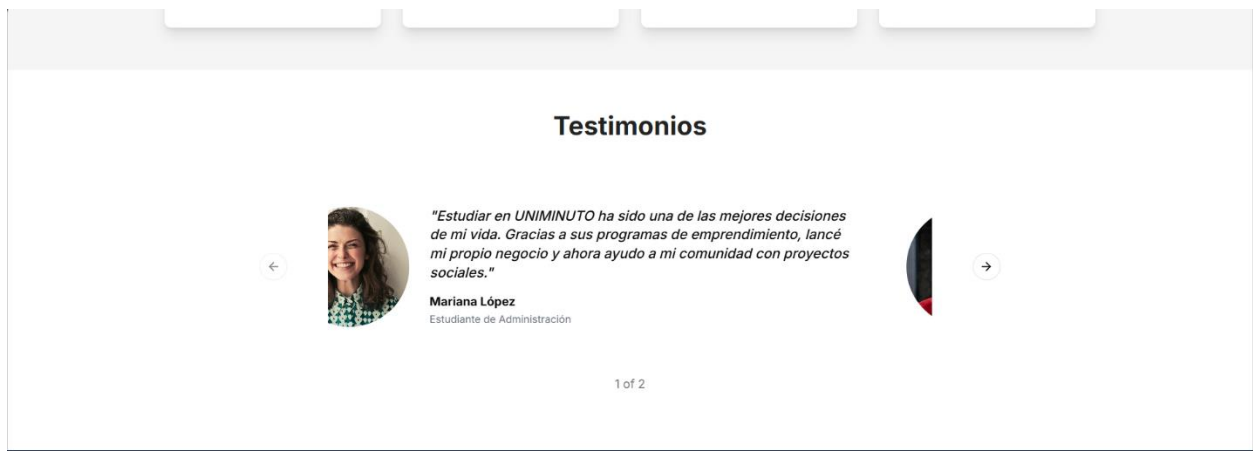 Testimonios
"Estudiar en UNIMINUTO ha sido una de las mejores decisiones
de mi vida. Gracias a sus programas de emprendimiento, lancé
mi propio negocio y ahora ayudo a mi comunidad con proyectos
sociales."
Mariana López
Estudiante de Administración
1 of 2